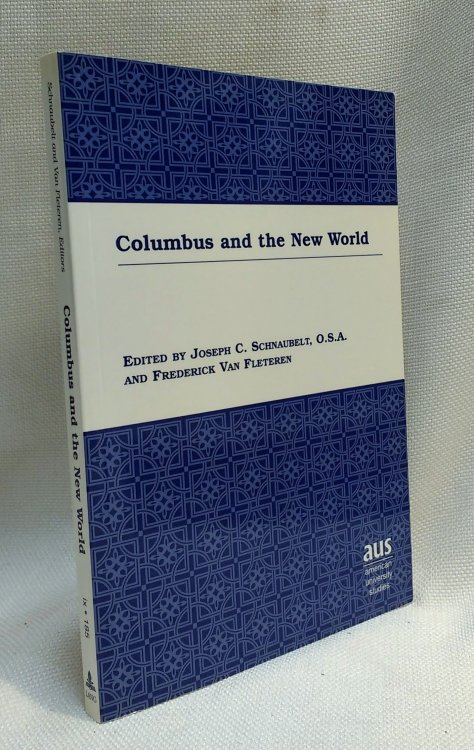 Schnaubelt and Van Fleteren, Editors
Columbus and the New World
IX • 185
LANG
Columbus and the New World
EDITED BY JOSEPH C. SCHNAUBELT, O.S.A.
AND FREDERICK VAN FLETEREN
aus
american
university
studies